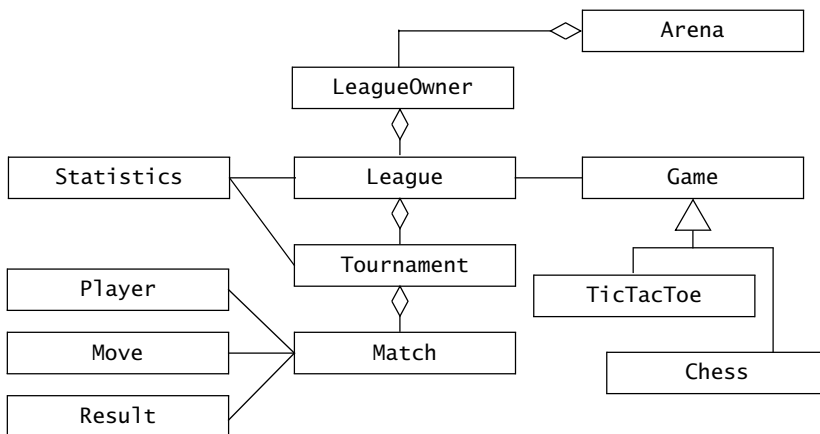 Arena
LeagueOwner
Statistics
League
Game
Tournament
Player
TicTacToe
Move
Match
Chess
Result